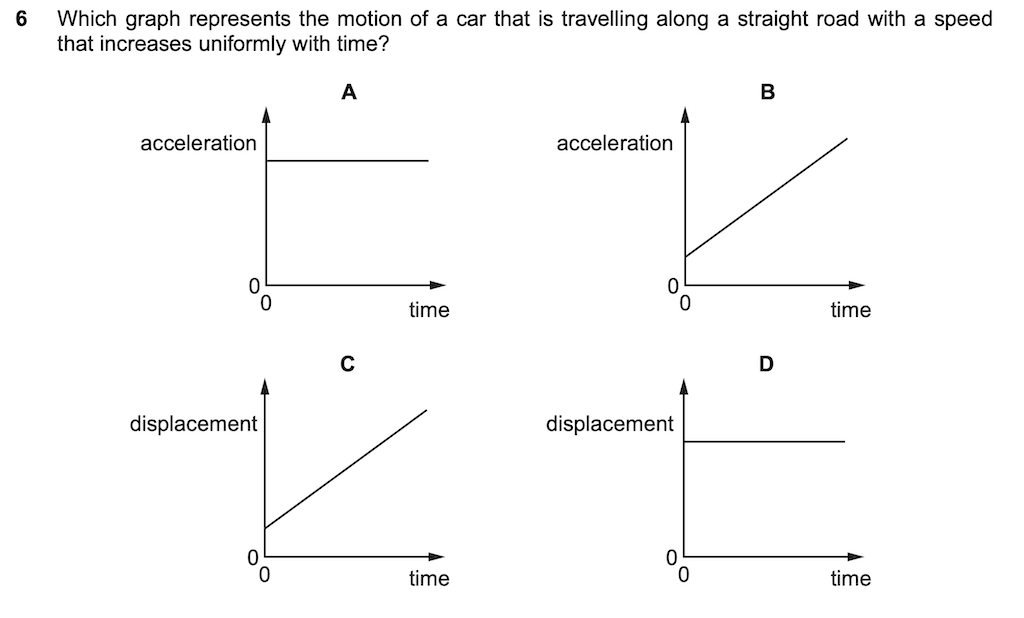 6 Which graph represents the motion of a car that is travelling along a straight road with a speed
that increases uniformly with time?
A
acceleration
0
0
time
B
acceleration
0
0
time
C
displacement
0
0
time
D
displacement
0
0
time